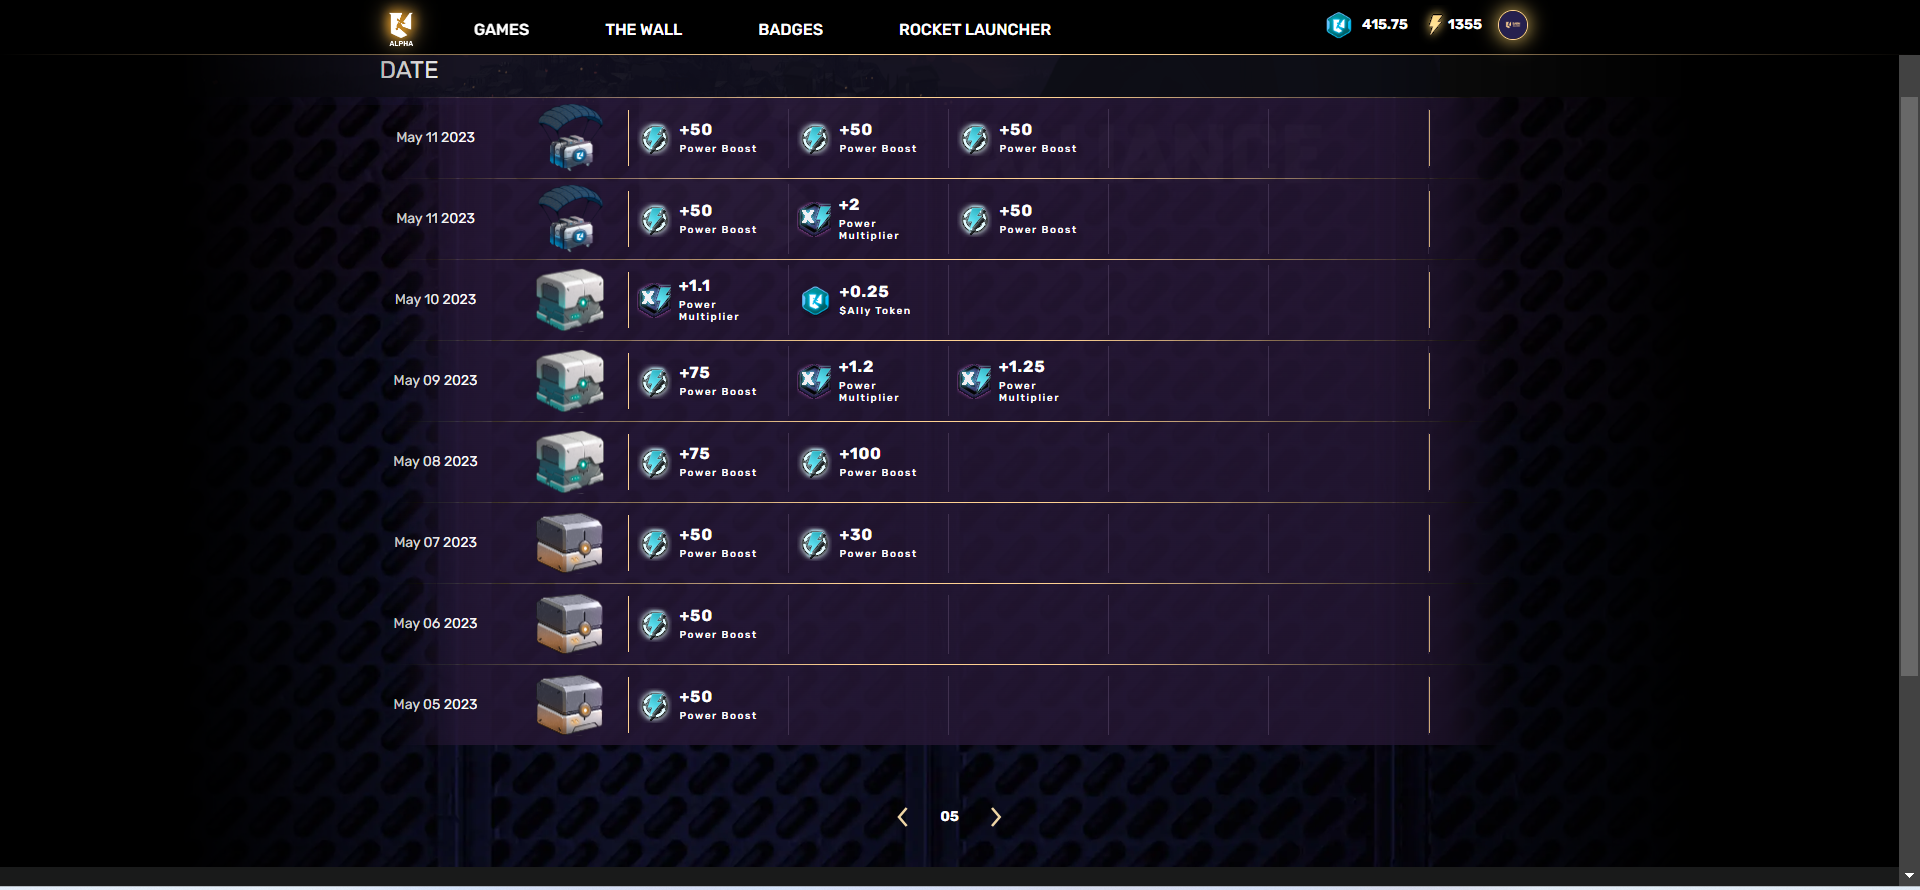 ALPHA
GAMES
THE WALL
BADGES
ROCKET LAUNCHER
415.75
1355
DATE
May 11 2023
+50
Power Boost
+50
Power Boost
+50
Power Boost
May 11 2023
+50
Power Boost
+2
Power
Multiplier
+50
Power Boost
May 10 2023
+1.1
Power
Multiplier
+0.25
$Ally Token
May 09 2023
+75
Power Boost
+1.2
Power
Multiplier
+1.25
Power
Multiplier
May 08 2023
+75
Power Boost
+100
Power Boost
May 07 2023
+50
Power Boost
+30
Power Boost
May 06 2023
+50
Power Boost
May 05 2023
+50
Power Boost
05